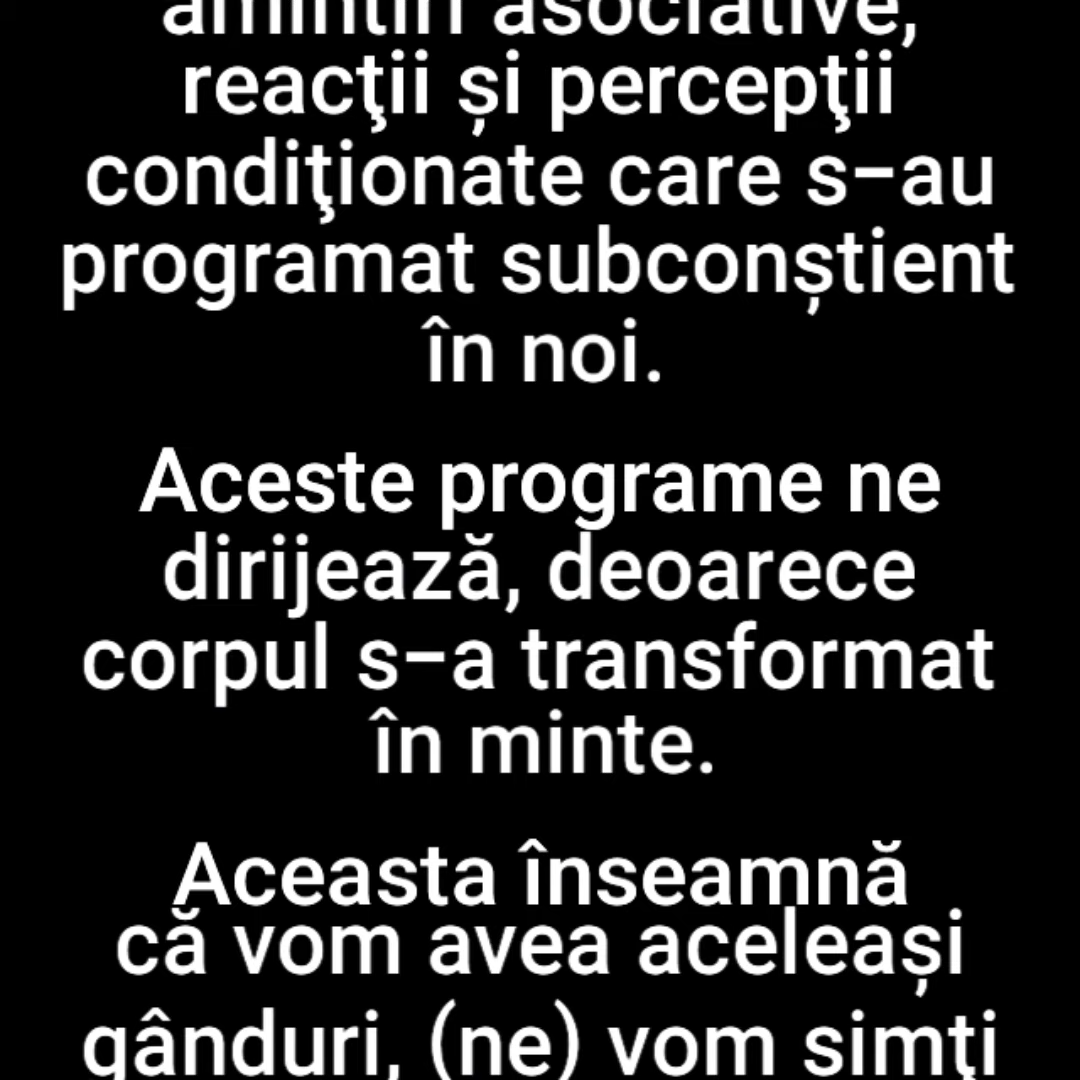 amintiri asociative,
reacţii și percepţii
condiţionate care s-au
programat subconștient
în noi.
Aceste programe ne
dirijează, deoarece
corpul s-a transformat
în minte.
Aceasta înseamnă
că vom avea aceleași
gânduri, (ne) vom simţi